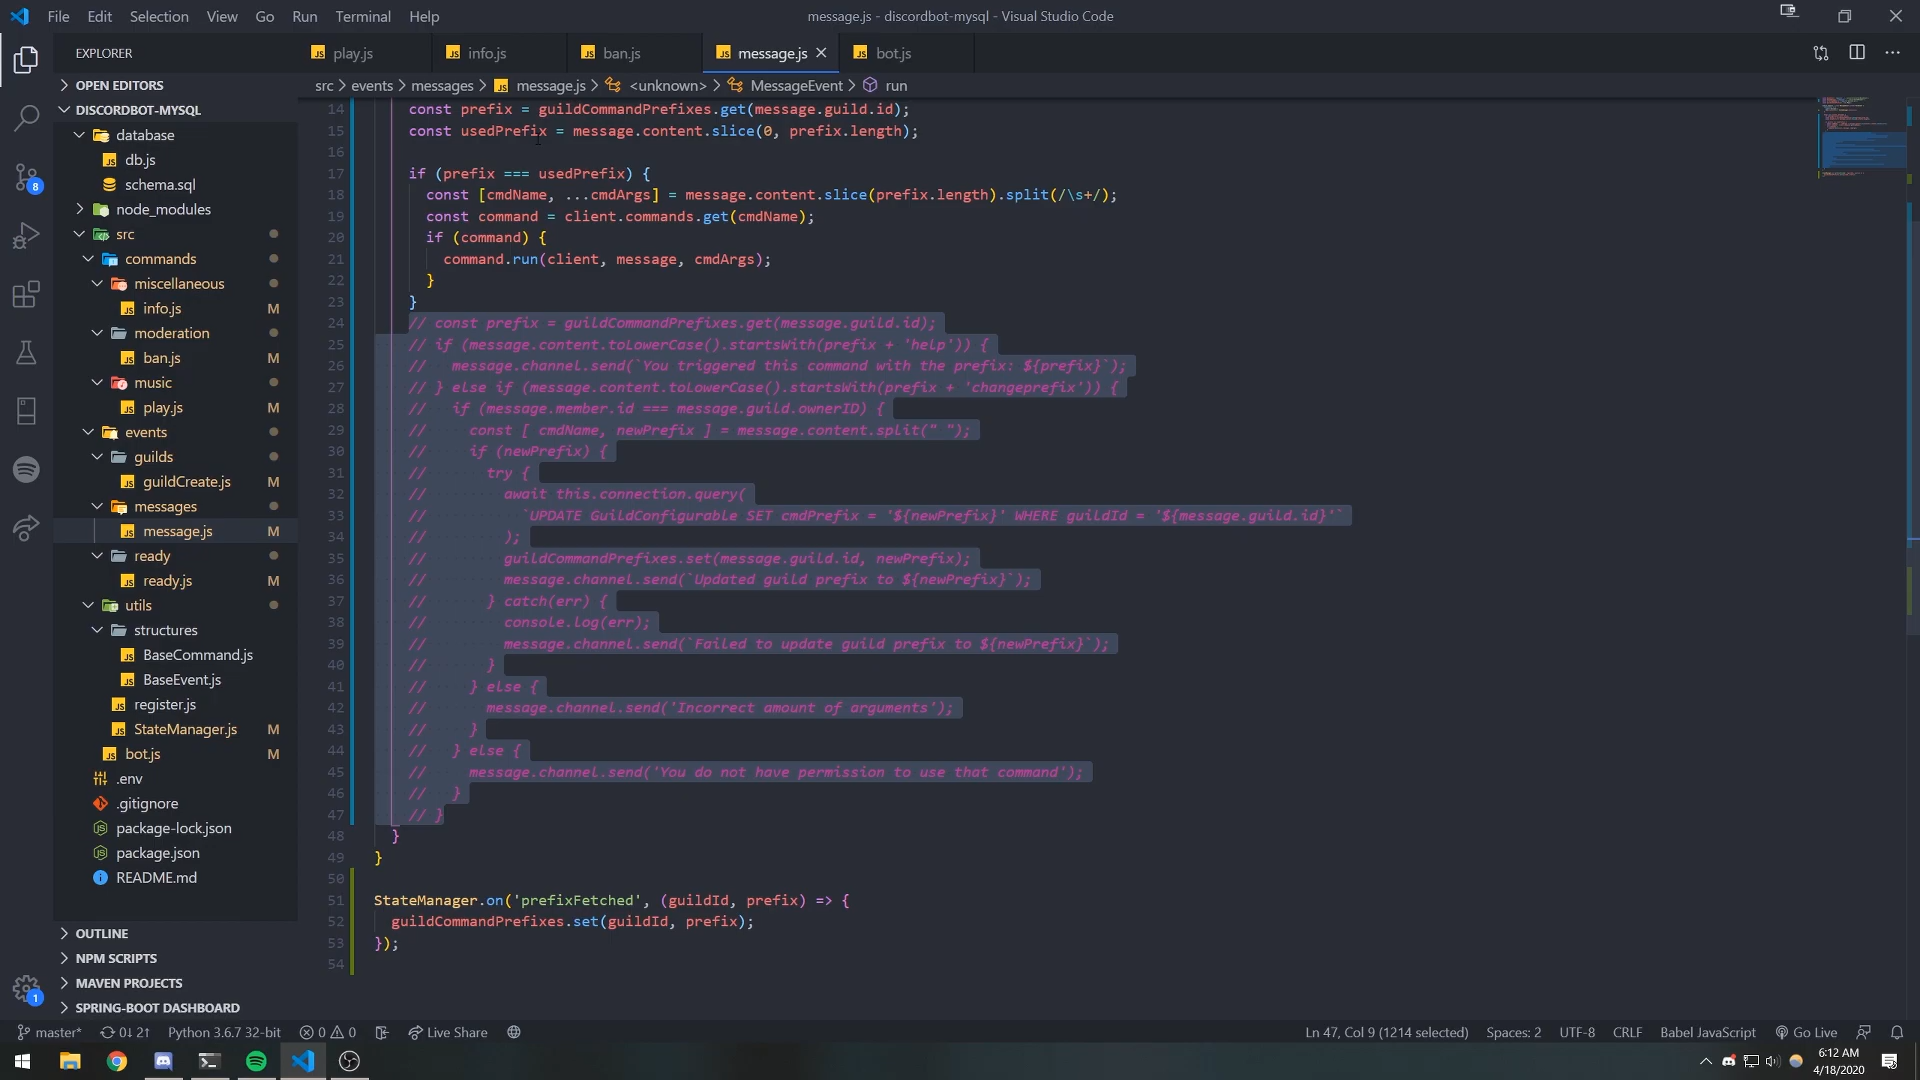 File Edit Selection View Go Run Terminal Help
message.js - discordbot-mysql - Visual Studio Code
EXPLORER
play.js
info.js
ban.js
message.js
bot.js
OPEN EDITORS
DISCORDBOT-MYSQL
database
db.js
schema.sql
node_modules
src
commands
miscellaneous
info.js M
moderation
ban.js M
music
play.js M
events
guilds
guildCreate.js M
messages
message.js M
ready
ready.js M
utils
structures
BaseCommand.js
BaseEvent.js
register.js
StateManager.js M
bot.js M
.env
.gitignore
package-lock.json
package.json
README.md
OUTLINE
NPM SCRIPTS
MAVEN PROJECTS
SPRING-BOOT DASHBOARD
8
1
src > events > messages > message.js > <unknown> > MessageEvent > run
14 const prefix = guildCommandPrefixes.get(message.guild.id);
15 const usedPrefix = message.content.slice(0, prefix.length);
16
17 if (prefix === usedPrefix) {
18 const [cmdName, ...cmdArgs] = message.content.slice(prefix.length).split(/\s+/);
19 const command = client.commands.get(cmdName);
20 if (command) {
21 command.run(client, message, cmdArgs);
22 }
23 }
24 // const prefix = guildCommandPrefixes.get(message.guild.id);
25 // if (message.content.toLowerCase().startsWith(prefix + 'help')) {
26 // message.channel.send(`You triggered this command with the prefix: ${prefix}`);
27 // } else if (message.content.toLowerCase().startsWith(prefix + 'changeprefix')) {
28 // if (message.member.id === message.guild.ownerID) {
29 // const [ cmdName, newPrefix ] = message.content.split(" ");
30 // if (newPrefix) {
31 // try {
32 // await this.connection.query(
33 // `UPDATE GuildConfigurable SET cmdPrefix = '${newPrefix}' WHERE guildId = '${message.guild.id}'`
34 // );
35 // guildCommandPrefixes.set(message.guild.id, newPrefix);
36 // message.channel.send(`Updated guild prefix to ${newPrefix}`);
37 // } catch(err) {
38 // console.log(err);
39 // message.channel.send(`Failed to update guild prefix to ${newPrefix}`);
40 // }
41 // } else {
42 // message.channel.send('Incorrect amount of arguments');
43 // }
44 // } else {
45 // message.channel.send('You do not have permission to use that command');
46 // }
47 // }
48 }
49 }
50
51 StateManager.on('prefixFetched', (guildId, prefix) => {
52 guildCommandPrefixes.set(guildId, prefix);
53 });
54
master* 0↓ 2↑ Python 3.6.7 32-bit 0 0 Live Share
Ln 47, Col 9 (1214 selected) Spaces: 2 UTF-8 CRLF Babel JavaScript Go Live
6:12 AM
4/18/2020